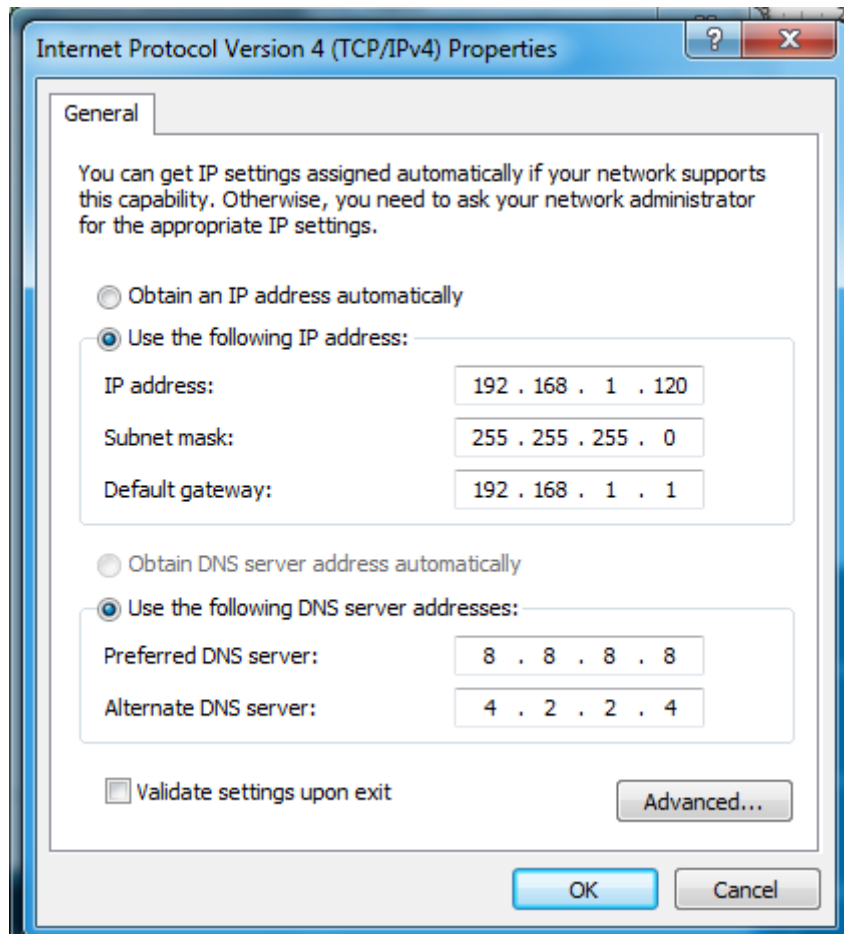 Internet Protocol Version 4 (TCP/IPv4) Properties
?
X
General
You can get IP settings assigned automatically if your network supports
this capability. Otherwise, you need to ask your network administrator
for the appropriate IP settings.
Obtain an IP address automatically
Use the following IP address:
IP address: 192 . 168 . 1 . 120
Subnet mask: 255 . 255 . 255 . 0
Default gateway: 192 . 168 . 1 . 1
Obtain DNS server address automatically
Use the following DNS server addresses:
Preferred DNS server: 8 . 8 . 8 . 8
Alternate DNS server: 4 . 2 . 2 . 4
Validate settings upon exit
Advanced...
OK Cancel